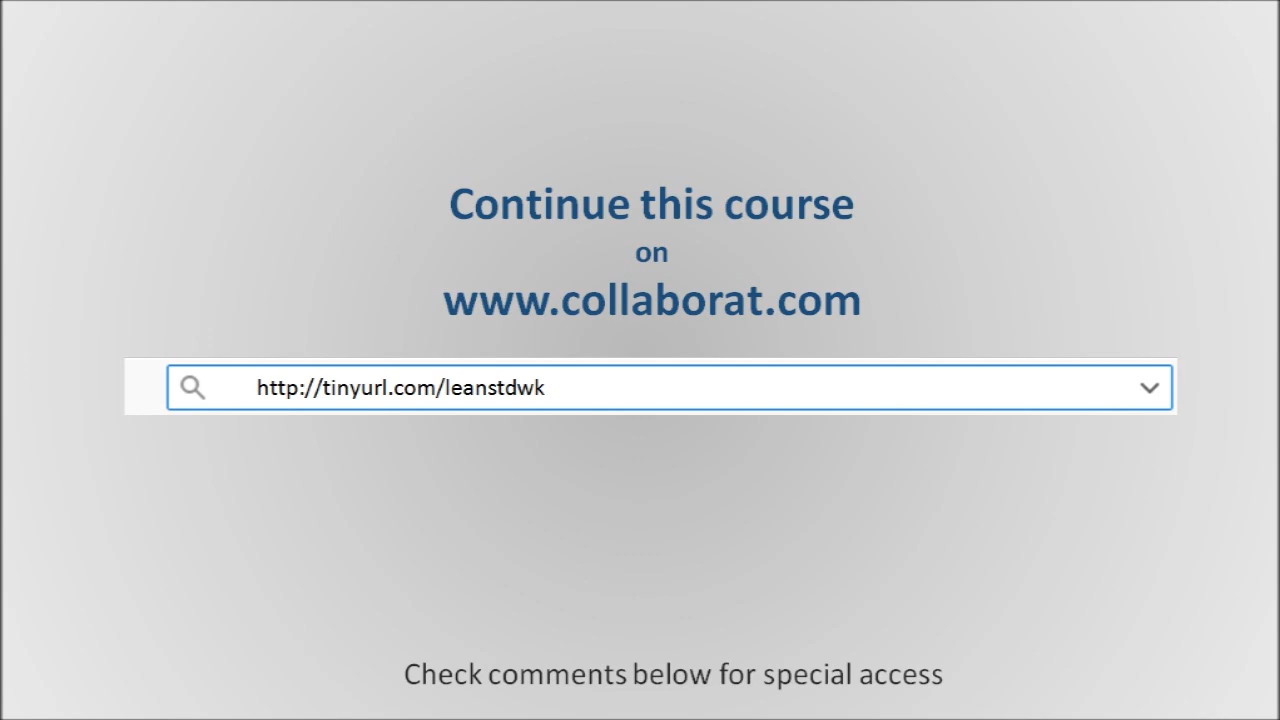 Continue this course
on
www.collaborat.com
http://tinyurl.com/leanstdwk
Check comments below for special access